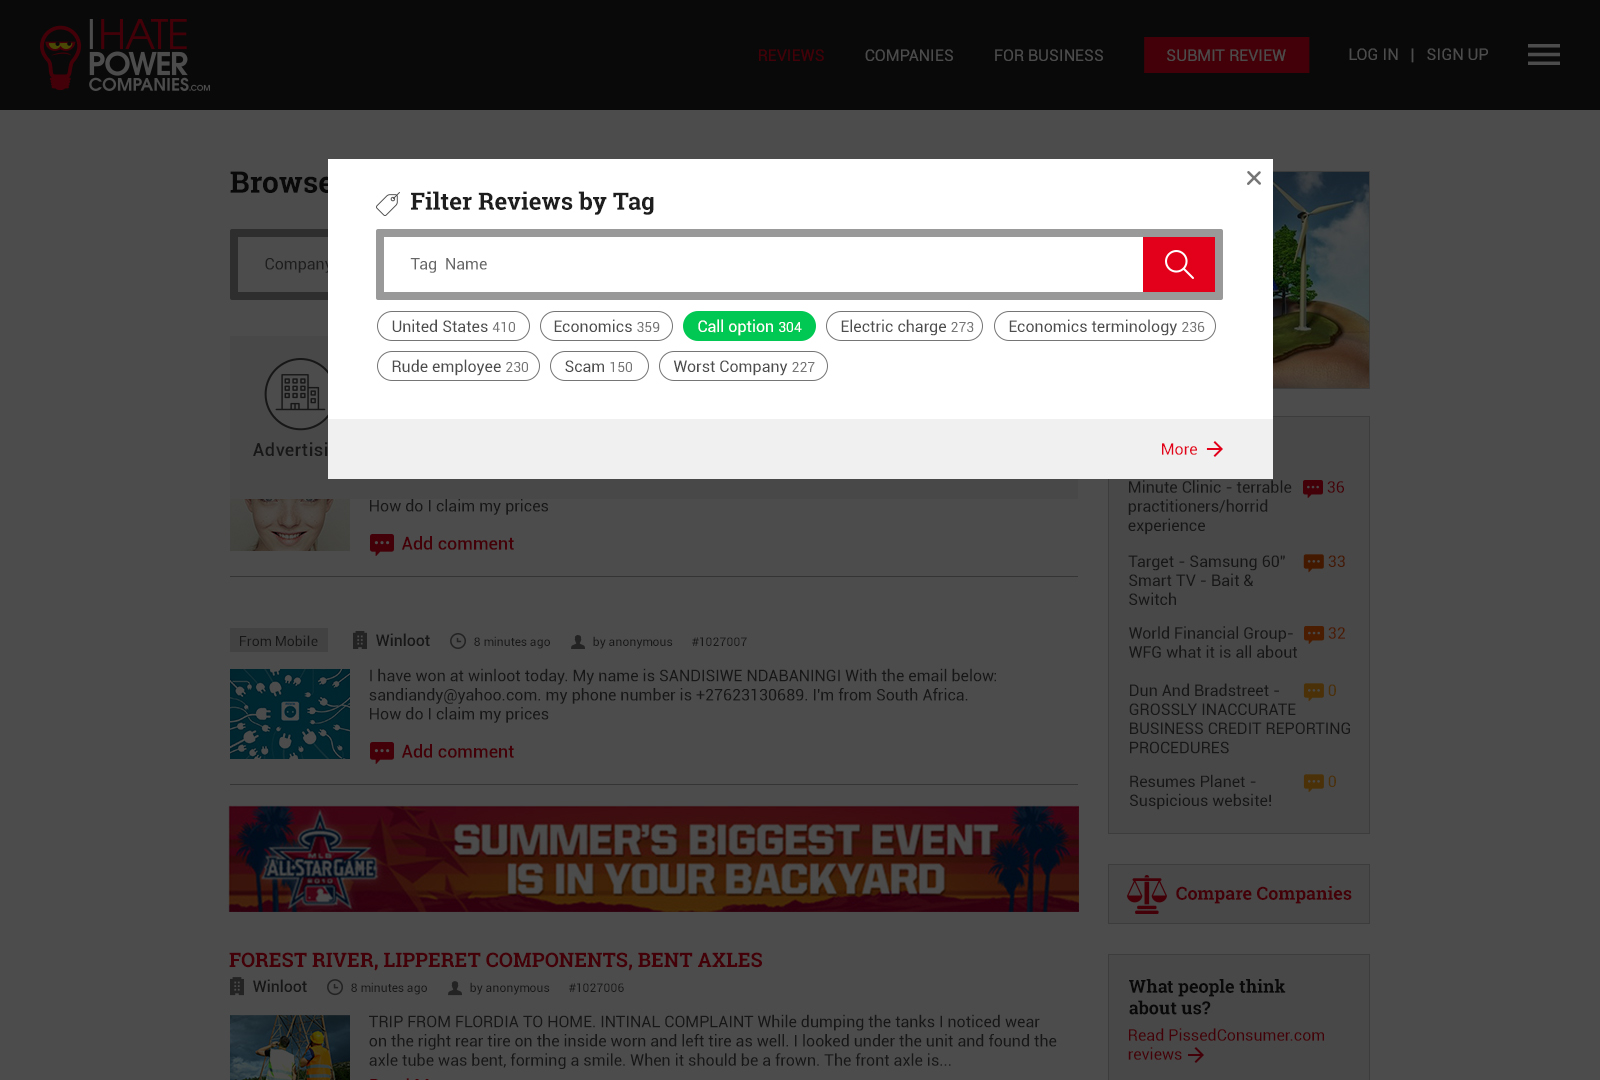 I HATE
POWER
COMPANIES.COM
REVIEWS
COMPANIES
FOR BUSINESS
SUBMIT REVIEW
LOG IN | SIGN UP
Browse
Company
Advertisi
Filter Reviews by Tag
Tag Name
United States 410
Economics 359
Call option 304
Electric charge 273
Economics terminology 236
Rude employee 230
Scam 150
Worst Company 227
More
How do I claim my prices
Add comment
From Mobile
Winloot
8 minutes ago
by anonymous
#1027007
I have won at winloot today. My name is SANDISIWE NDABANINGI With the email below:
sandiandy@yahoo.com. my phone number is +27623130689. I'm from South Africa.
How do I claim my prices
Add comment
MLB
ALL-STAR GAME
2010
SUMMER'S BIGGEST EVENT
IS IN YOUR BACKYARD
FOREST RIVER, LIPPERET COMPONENTS, BENT AXLES
Winloot
8 minutes ago
by anonymous
#1027006
TRIP FROM FLORDIA TO HOME. INTINAL COMPLAINT While dumping the tanks I noticed wear
on the right rear tire on the inside worn and left tire as well. I looked under the unit and found the
axle tube was bent, forming a smile. When it should be a frown. The front axle is...
Minute Clinic - terrable
practitioners/horrid
experience
36
Target - Samsung 60"
Smart TV - Bait &
Switch
33
World Financial Group-
WFG what it is all about
32
Dun And Bradstreet -
GROSSLY INACCURATE
BUSINESS CREDIT REPORTING
PROCEDURES
0
Resumes Planet -
Suspicious website!
0
Compare Companies
What people think
about us?
Read PissedConsumer.com
reviews